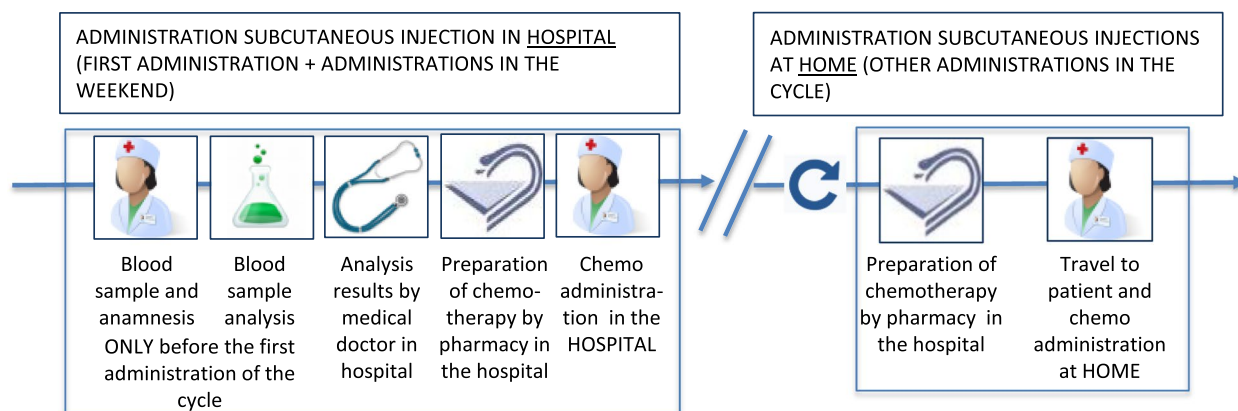 ADMINISTRATION SUBCUTANEOUS INJECTION IN HOSPITAL
(FIRST ADMINISTRATION + ADMINISTRATIONS IN THE
WEEKEND)
ADMINISTRATION SUBCUTANEOUS INJECTIONS
AT HOME (OTHER ADMINISTRATIONS IN THE
CYCLE)
Blood
sample and
anamnesis
Blood
sample
analysis
ONLY before the first
administration of the
cycle
Analysis
results by
medical
doctor in
hospital
Preparation
of chemo-
therapy by
pharmacy in
the hospital
Chemo
administra-
tion in the
HOSPITAL
Preparation of
chemotherapy
by pharmacy in
the hospital
Travel to
patient and
chemo
administration
at HOME